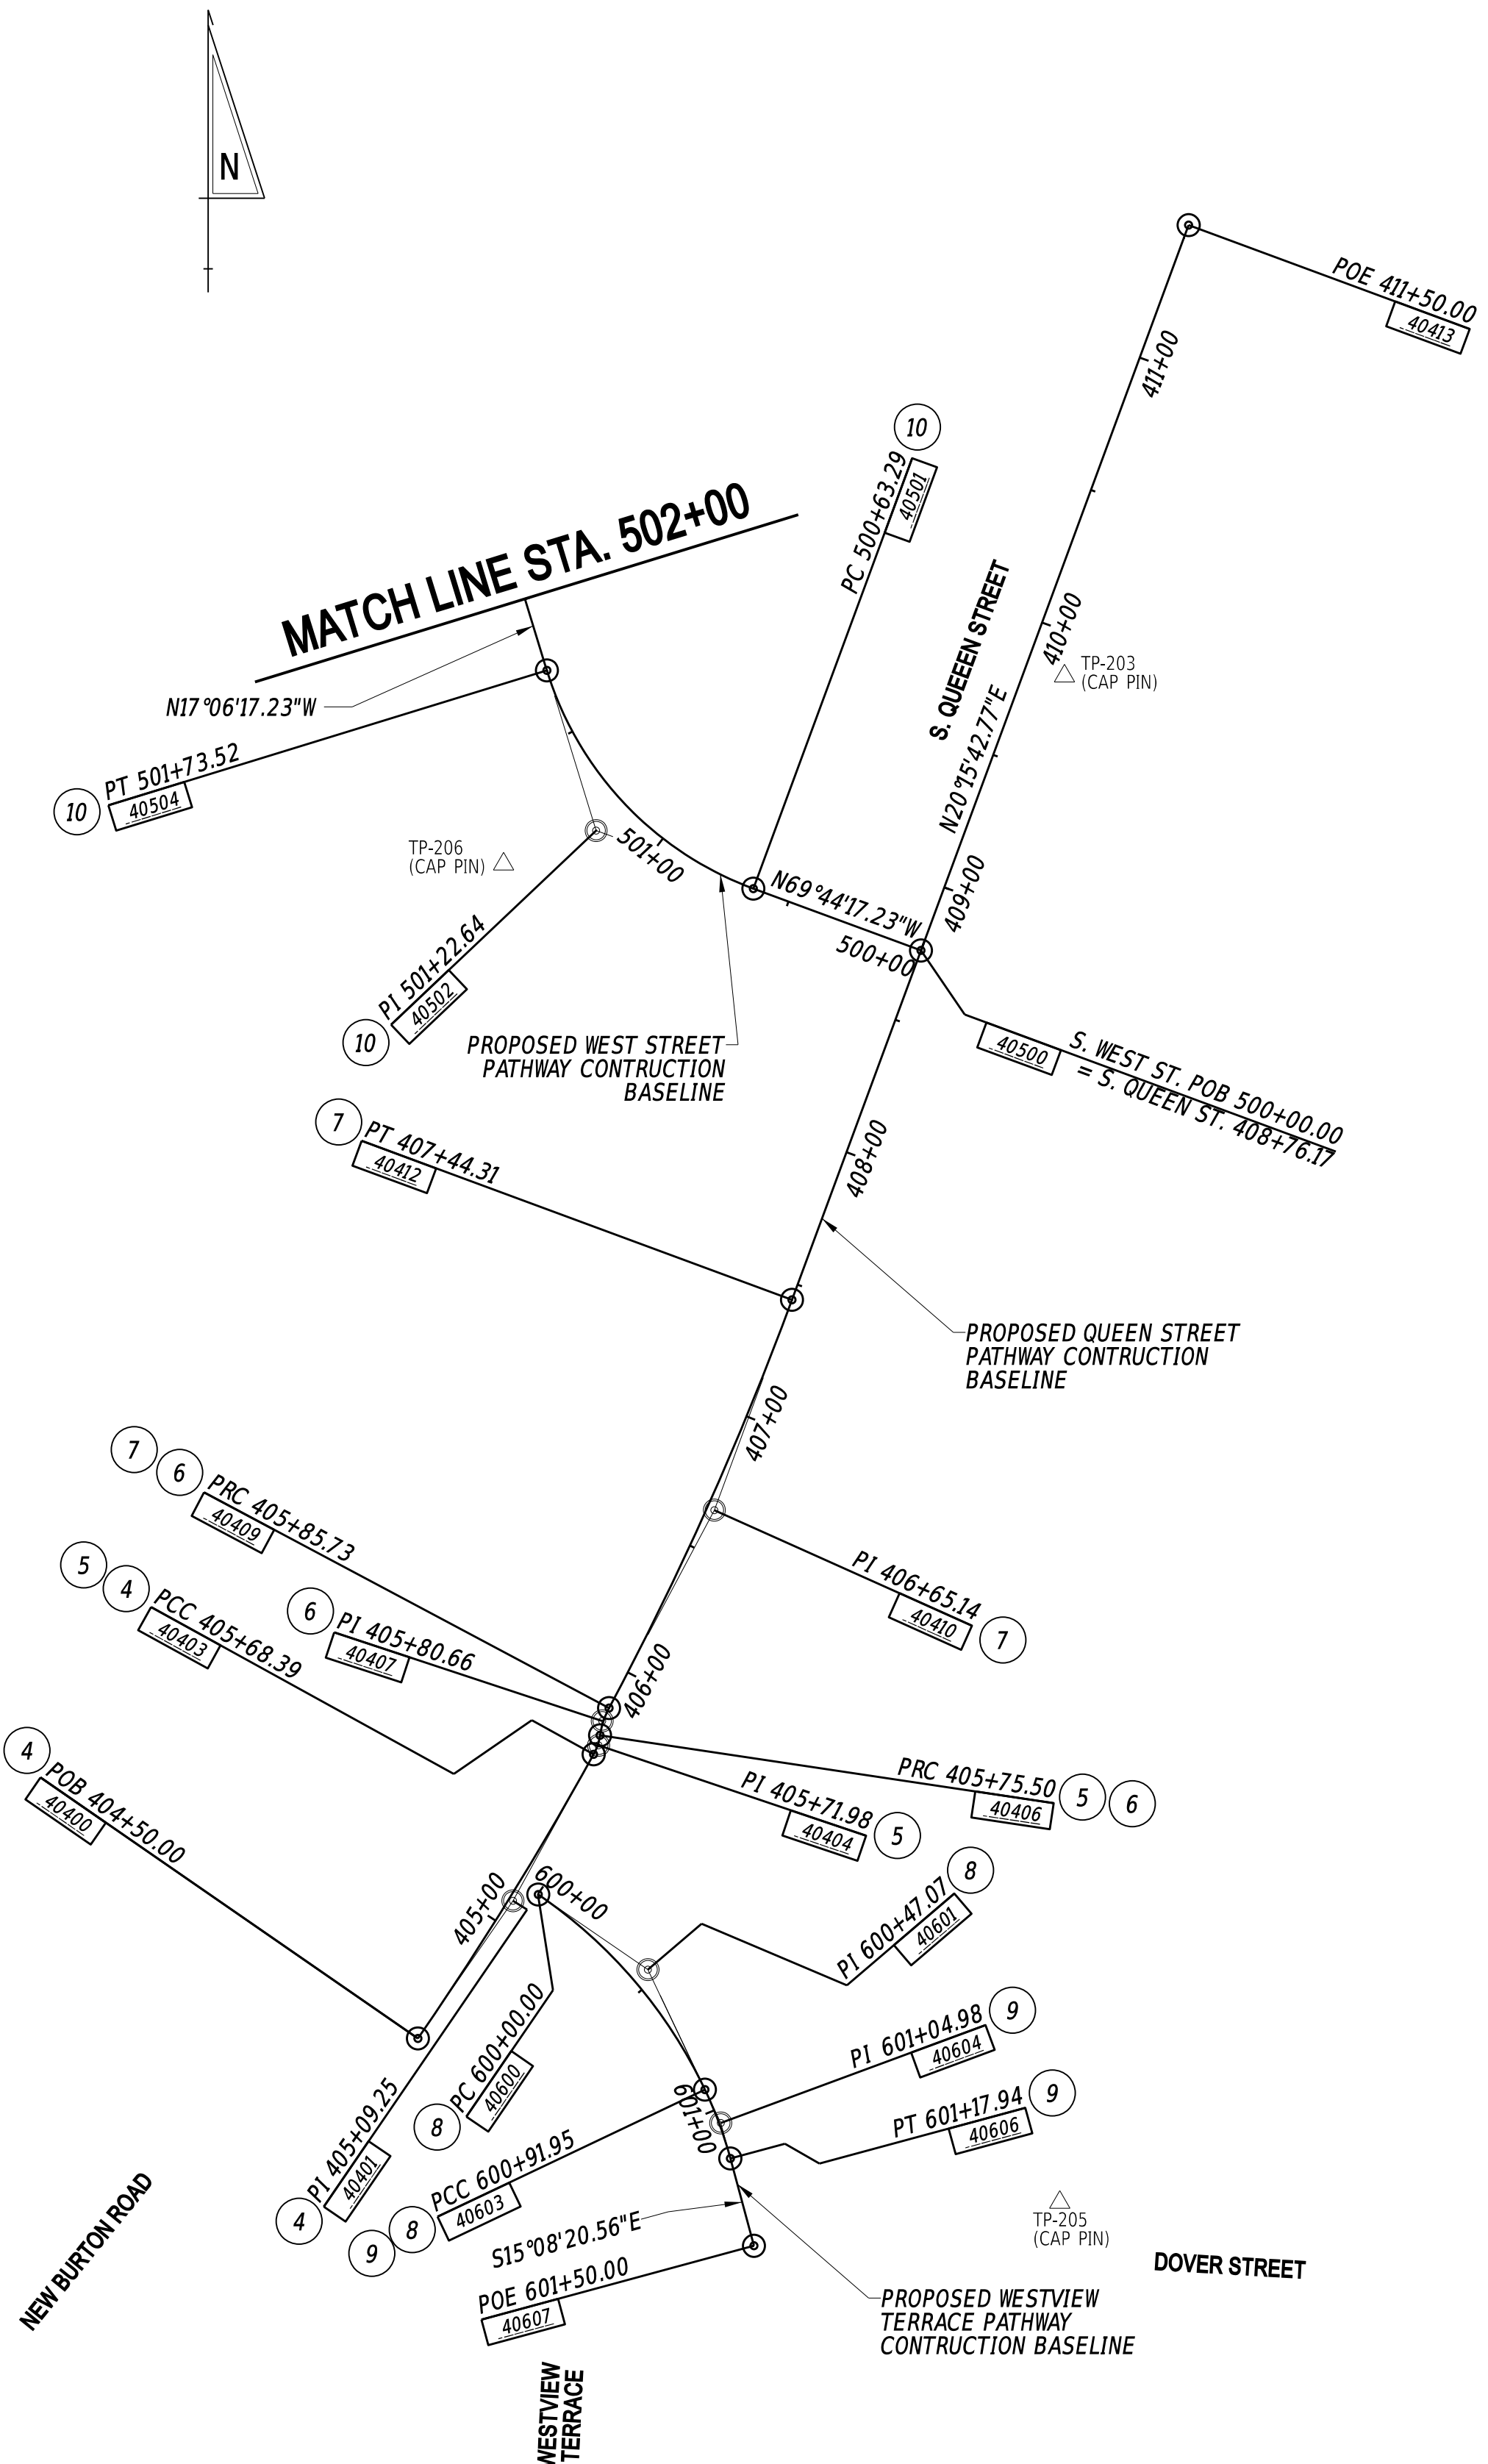 N
POE 411+50.00
40413
411+00
10
PC 500+63.29
40501
MATCH LINE STA. 502+00
S. QUEEEN STREET
410+00
TP-203
(CAP PIN)
N17°06'17.23"W
N20°15'42.77"E
PT 501+73.52
40504
10
TP-206
(CAP PIN)
501+00
N69°44'17.23"W
409+00
500+00
PI 501+22.64
40502
10
PROPOSED WEST STREET
PATHWAY CONTRUCTION
BASELINE
40500
S. WEST ST. POB 500+00.00
= S. QUEEN ST. 408+76.17
7
PT 407+44.31
40412
408+00
PROPOSED QUEEN STREET
PATHWAY CONTRUCTION
BASELINE
407+00
7
6
PRC 405+85.73
40409
5
4
PCC 405+68.39
40403
6
PI 405+80.66
40407
PI 406+65.14
40410
7
406+00
4
POB 404+50.00
40400
PRC 405+75.50
40406
5
6
PI 405+71.98
40404
5
405+00
600+00
8
PI 600+47.07
40601
PC 600+00.00
40600
8
PI 601+04.98
40604
9
PT 601+17.94
40606
9
601+00
PI 405+09.25
40401
4
PCC 600+91.95
40603
8
9
S15°08'20.56"E
POE 601+50.00
40607
TP-205
(CAP PIN)
NEW BURTON ROAD
DOVER STREET
PROPOSED WESTVIEW
TERRACE PATHWAY
CONTRUCTION BASELINE
WESTVIEW
TERRACE